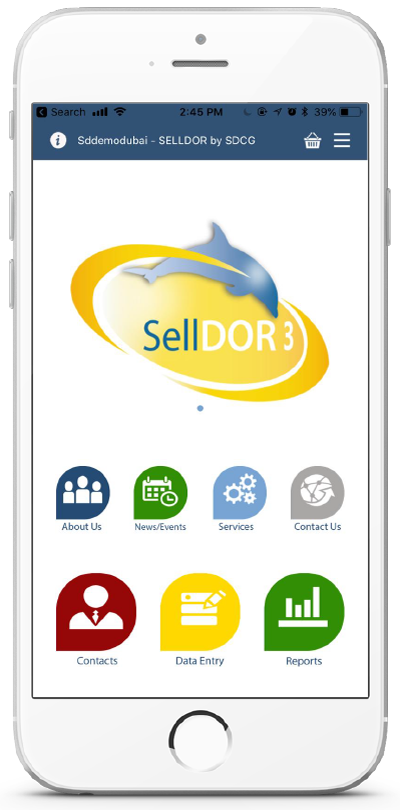 Search 2:45 PM 39%
i Sddemodubai - SELLDOR by SDCG
SellDOR 3
About Us News/Events Services Contact Us
Contacts Data Entry Reports